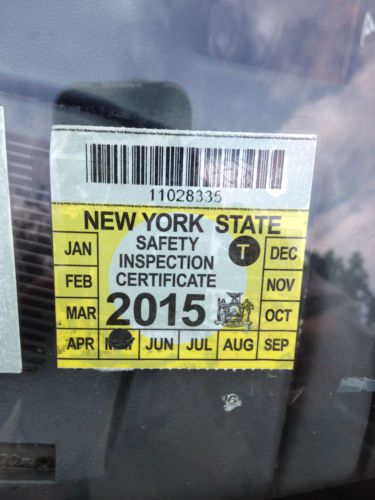 11028335
NEW YORK STATE
JAN SAFETY T DEC
INSPECTION
FEB CERTIFICATE NOV
MAR 2015 OCT
APR JUN JUL AUG SEP